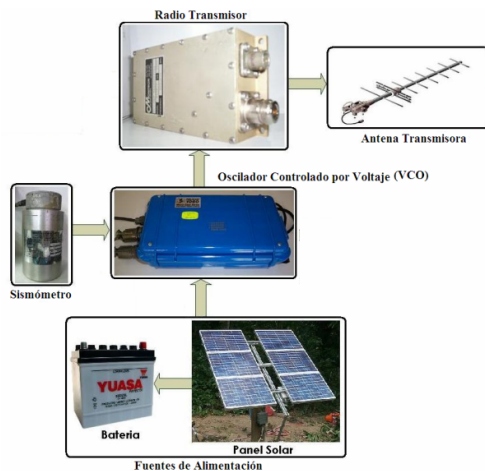 Radio Transmisor
Antena Transmisora
Oscilador Controlado por Voltaje (VCO)
Sismómetro
YUASA
Bateria
Panel Solar
Fuentes de Alimentación